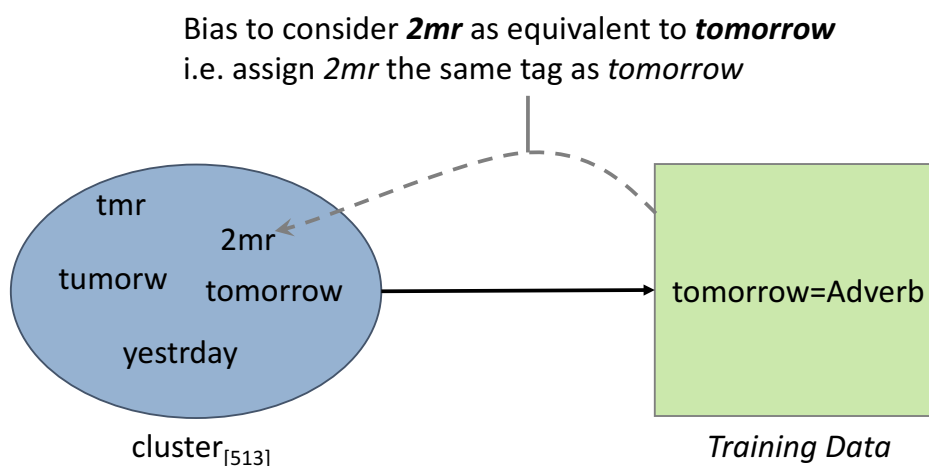 Bias to consider 2mr as equivalent to tomorrow
i.e. assign 2mr the same tag as tomorrow
tmr
2mr
tumorw
tomorrow
yestrday
tomorrow=Adverb
cluster[513]
Training Data